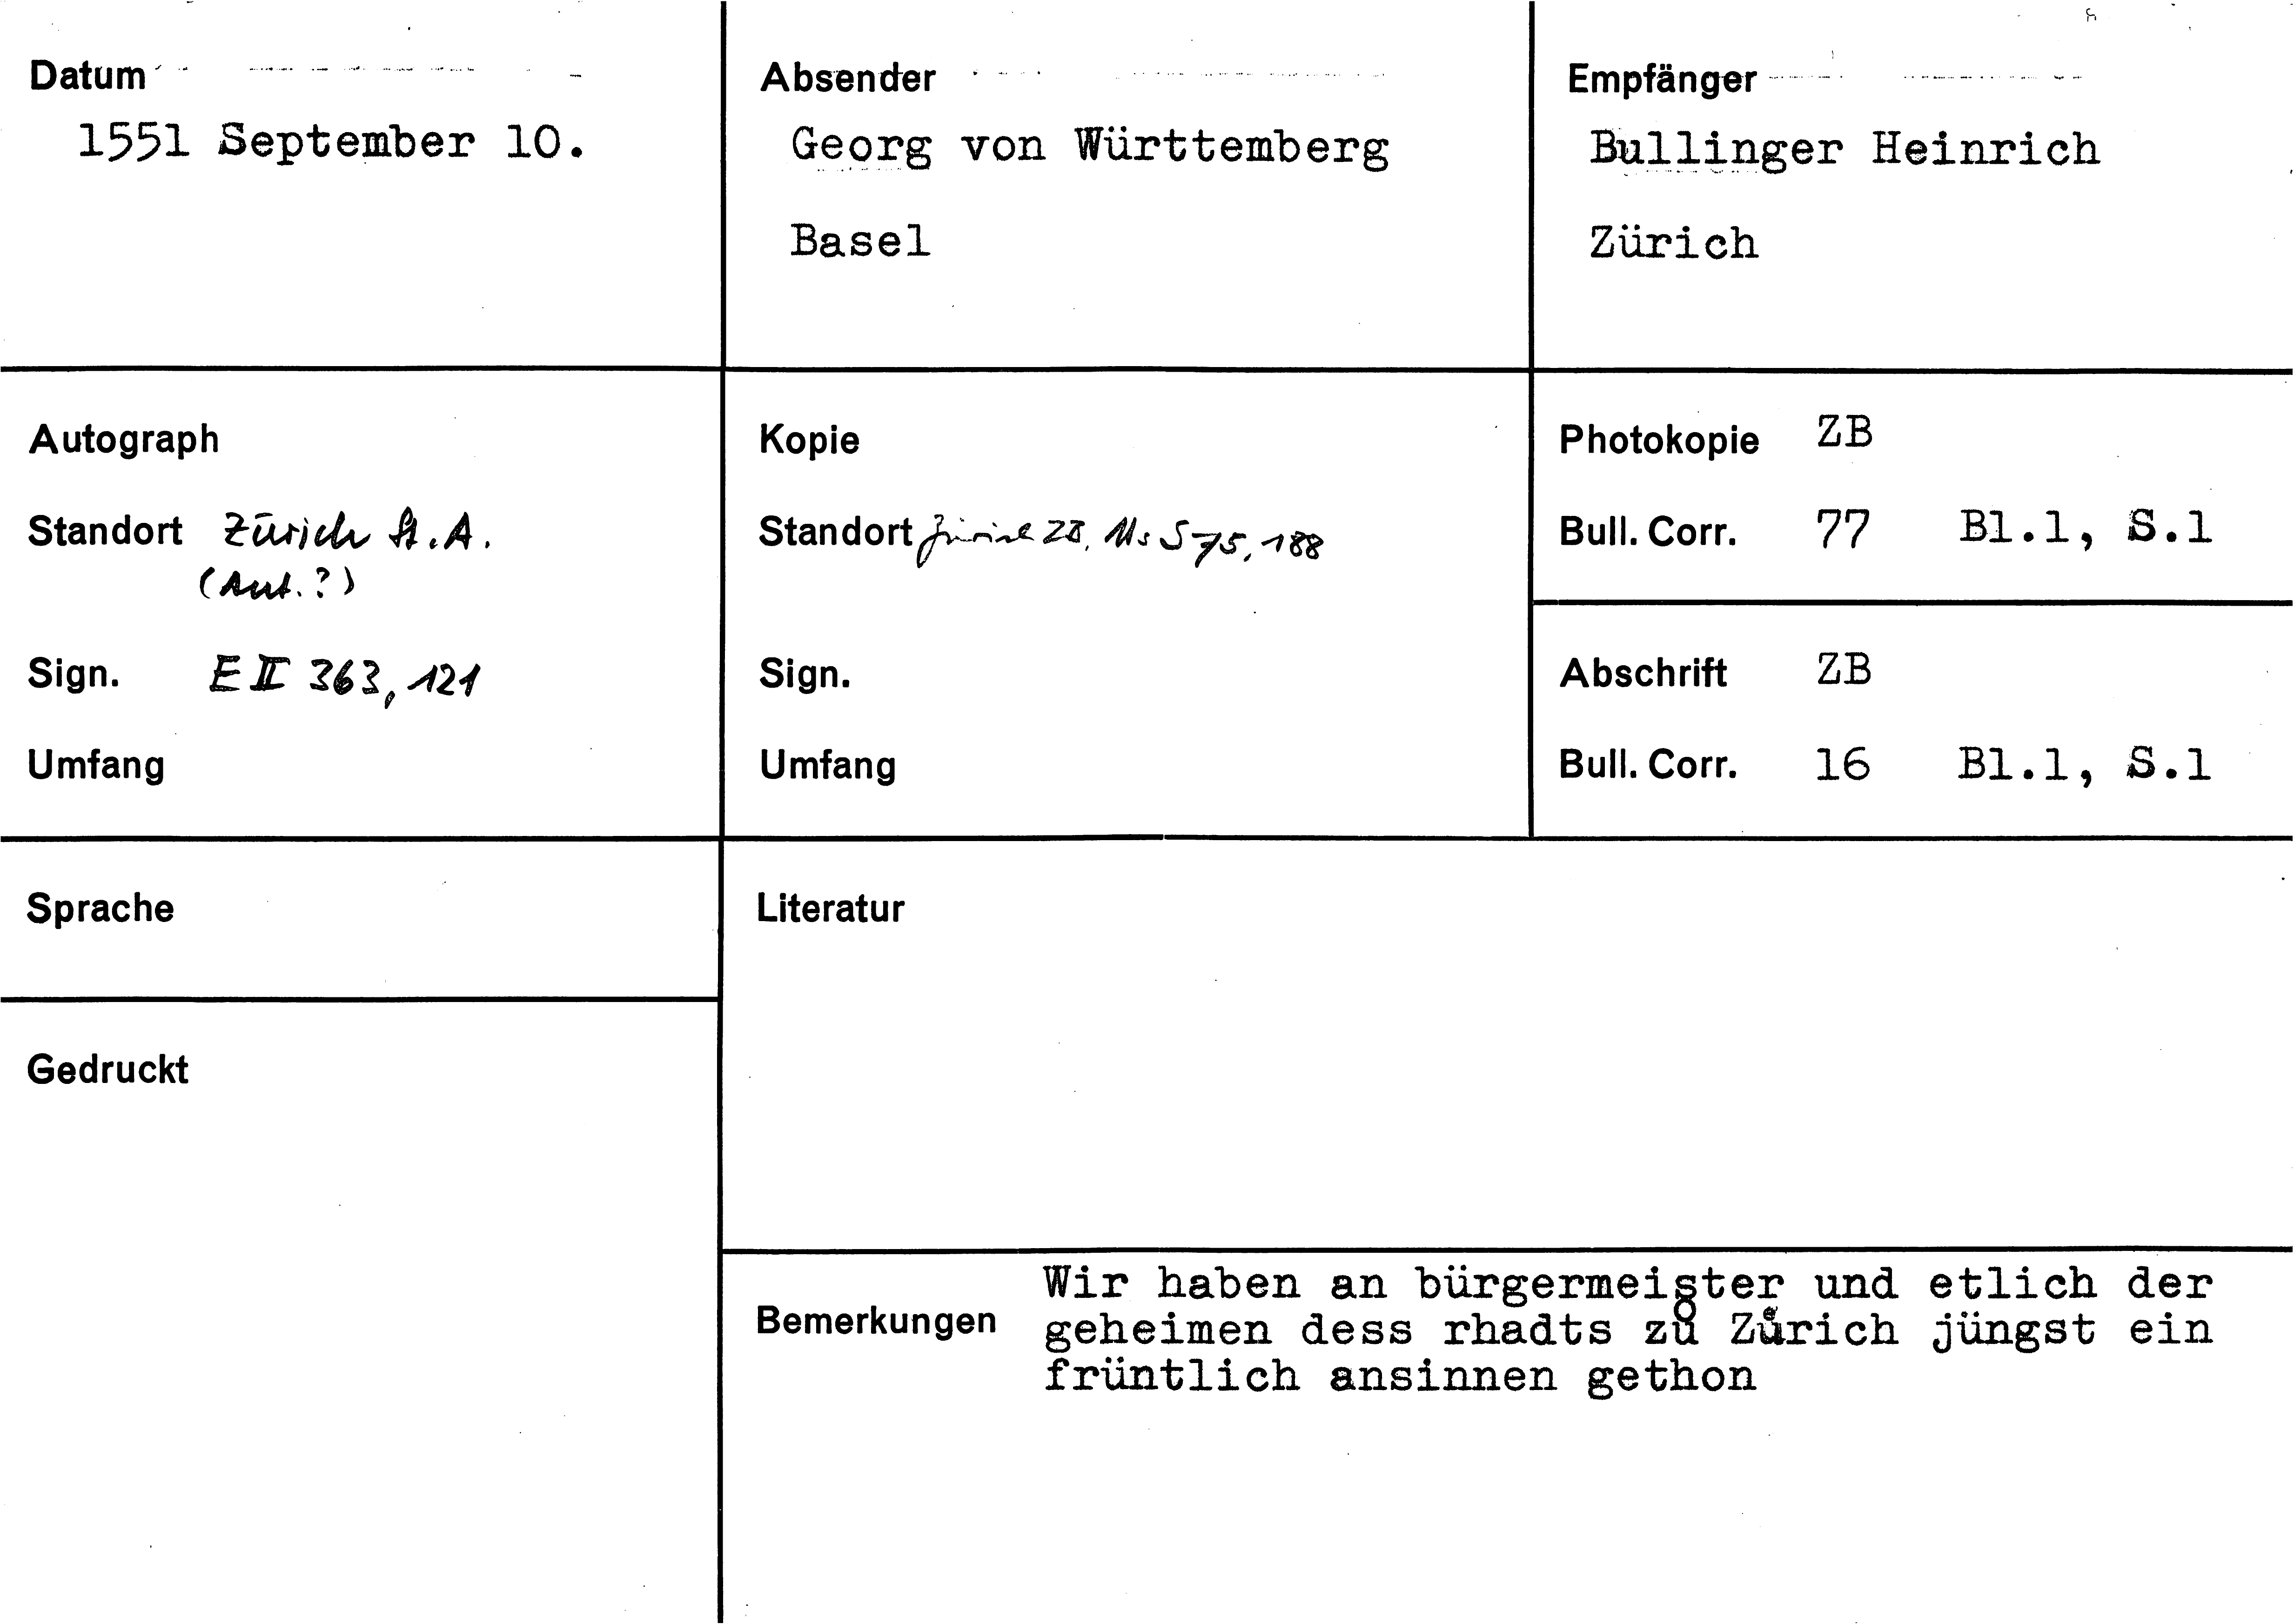 Datum
1551 September 10.
Absender
Georg von Württemberg
Basel
Empfänger
Bullinger Heinrich
Zürich
Autograph
Standort Zürich St.A.
(Aut.?)
Sign. E II 363, 121
Umfang
Kopie
Standort Zürich ZB, Ms S 75, 188
Sign.
Umfang
Photokopie ZB
Bull. Corr. 77 Bl.1, S.1
Abschrift ZB
Bull. Corr. 16 Bl.1, S.1
Sprache
Gedruckt
Literatur
Bemerkungen
Wir haben an bürgermeister und etlich der
geheimen dess rhadts zů Zuͤrich jüngst ein
früntlich ansinnen gethon